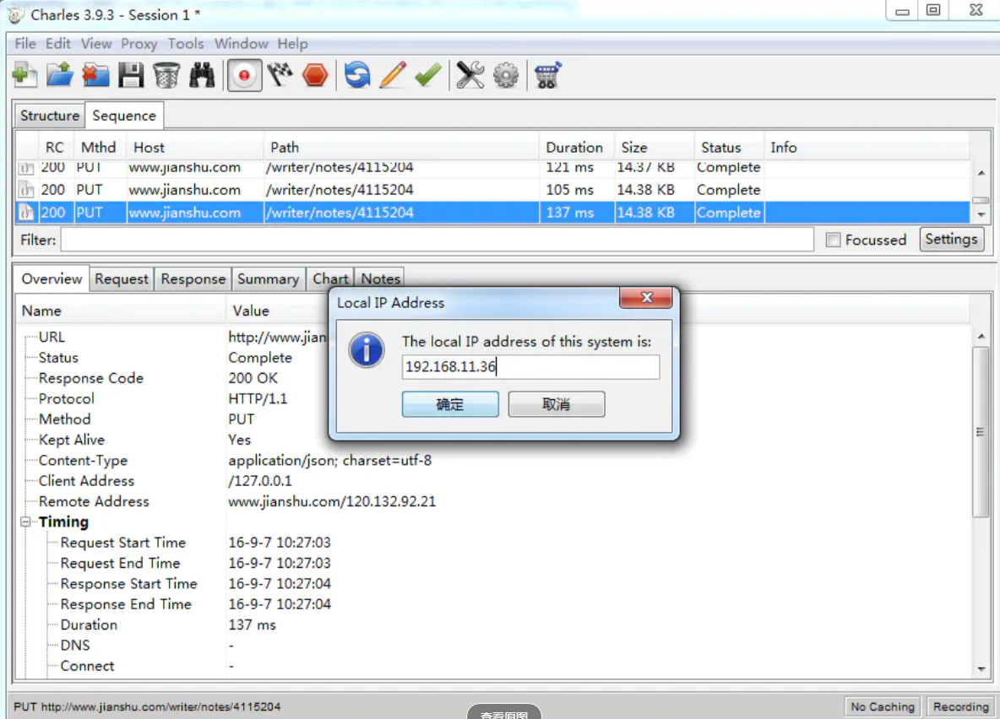 Charles 3.9.3 - Session 1 *
File Edit View Proxy Tools Window Help
Structure Sequence
RC Mthd Host Path Duration Size Status Info
200 PUT www.jianshu.com /writer/notes/4115204 121 ms 14.37 KB Complete
200 PUT www.jianshu.com /writer/notes/4115204 105 ms 14.38 KB Complete
200 PUT www.jianshu.com /writer/notes/4115204 137 ms 14.38 KB Complete
Filter: Focussed Settings
Overview Request Response Summary Chart Notes
Local IP Address
The local IP address of this system is:
192.168.11.36
确定 取消
Name Value
URL http://www.jian
Status Complete
Response Code 200 OK
Protocol HTTP/1.1
Method PUT
Kept Alive Yes
Content-Type application/json; charset=utf-8
Client Address /127.0.0.1
Remote Address www.jianshu.com/120.132.92.21
Timing
Request Start Time 16-9-7 10:27:03
Request End Time 16-9-7 10:27:03
Response Start Time 16-9-7 10:27:04
Response End Time 16-9-7 10:27:04
Duration 137 ms
DNS -
Connect -
PUT http://www.jianshu.com/writer/notes/4115204 No Caching Recording
查看原图